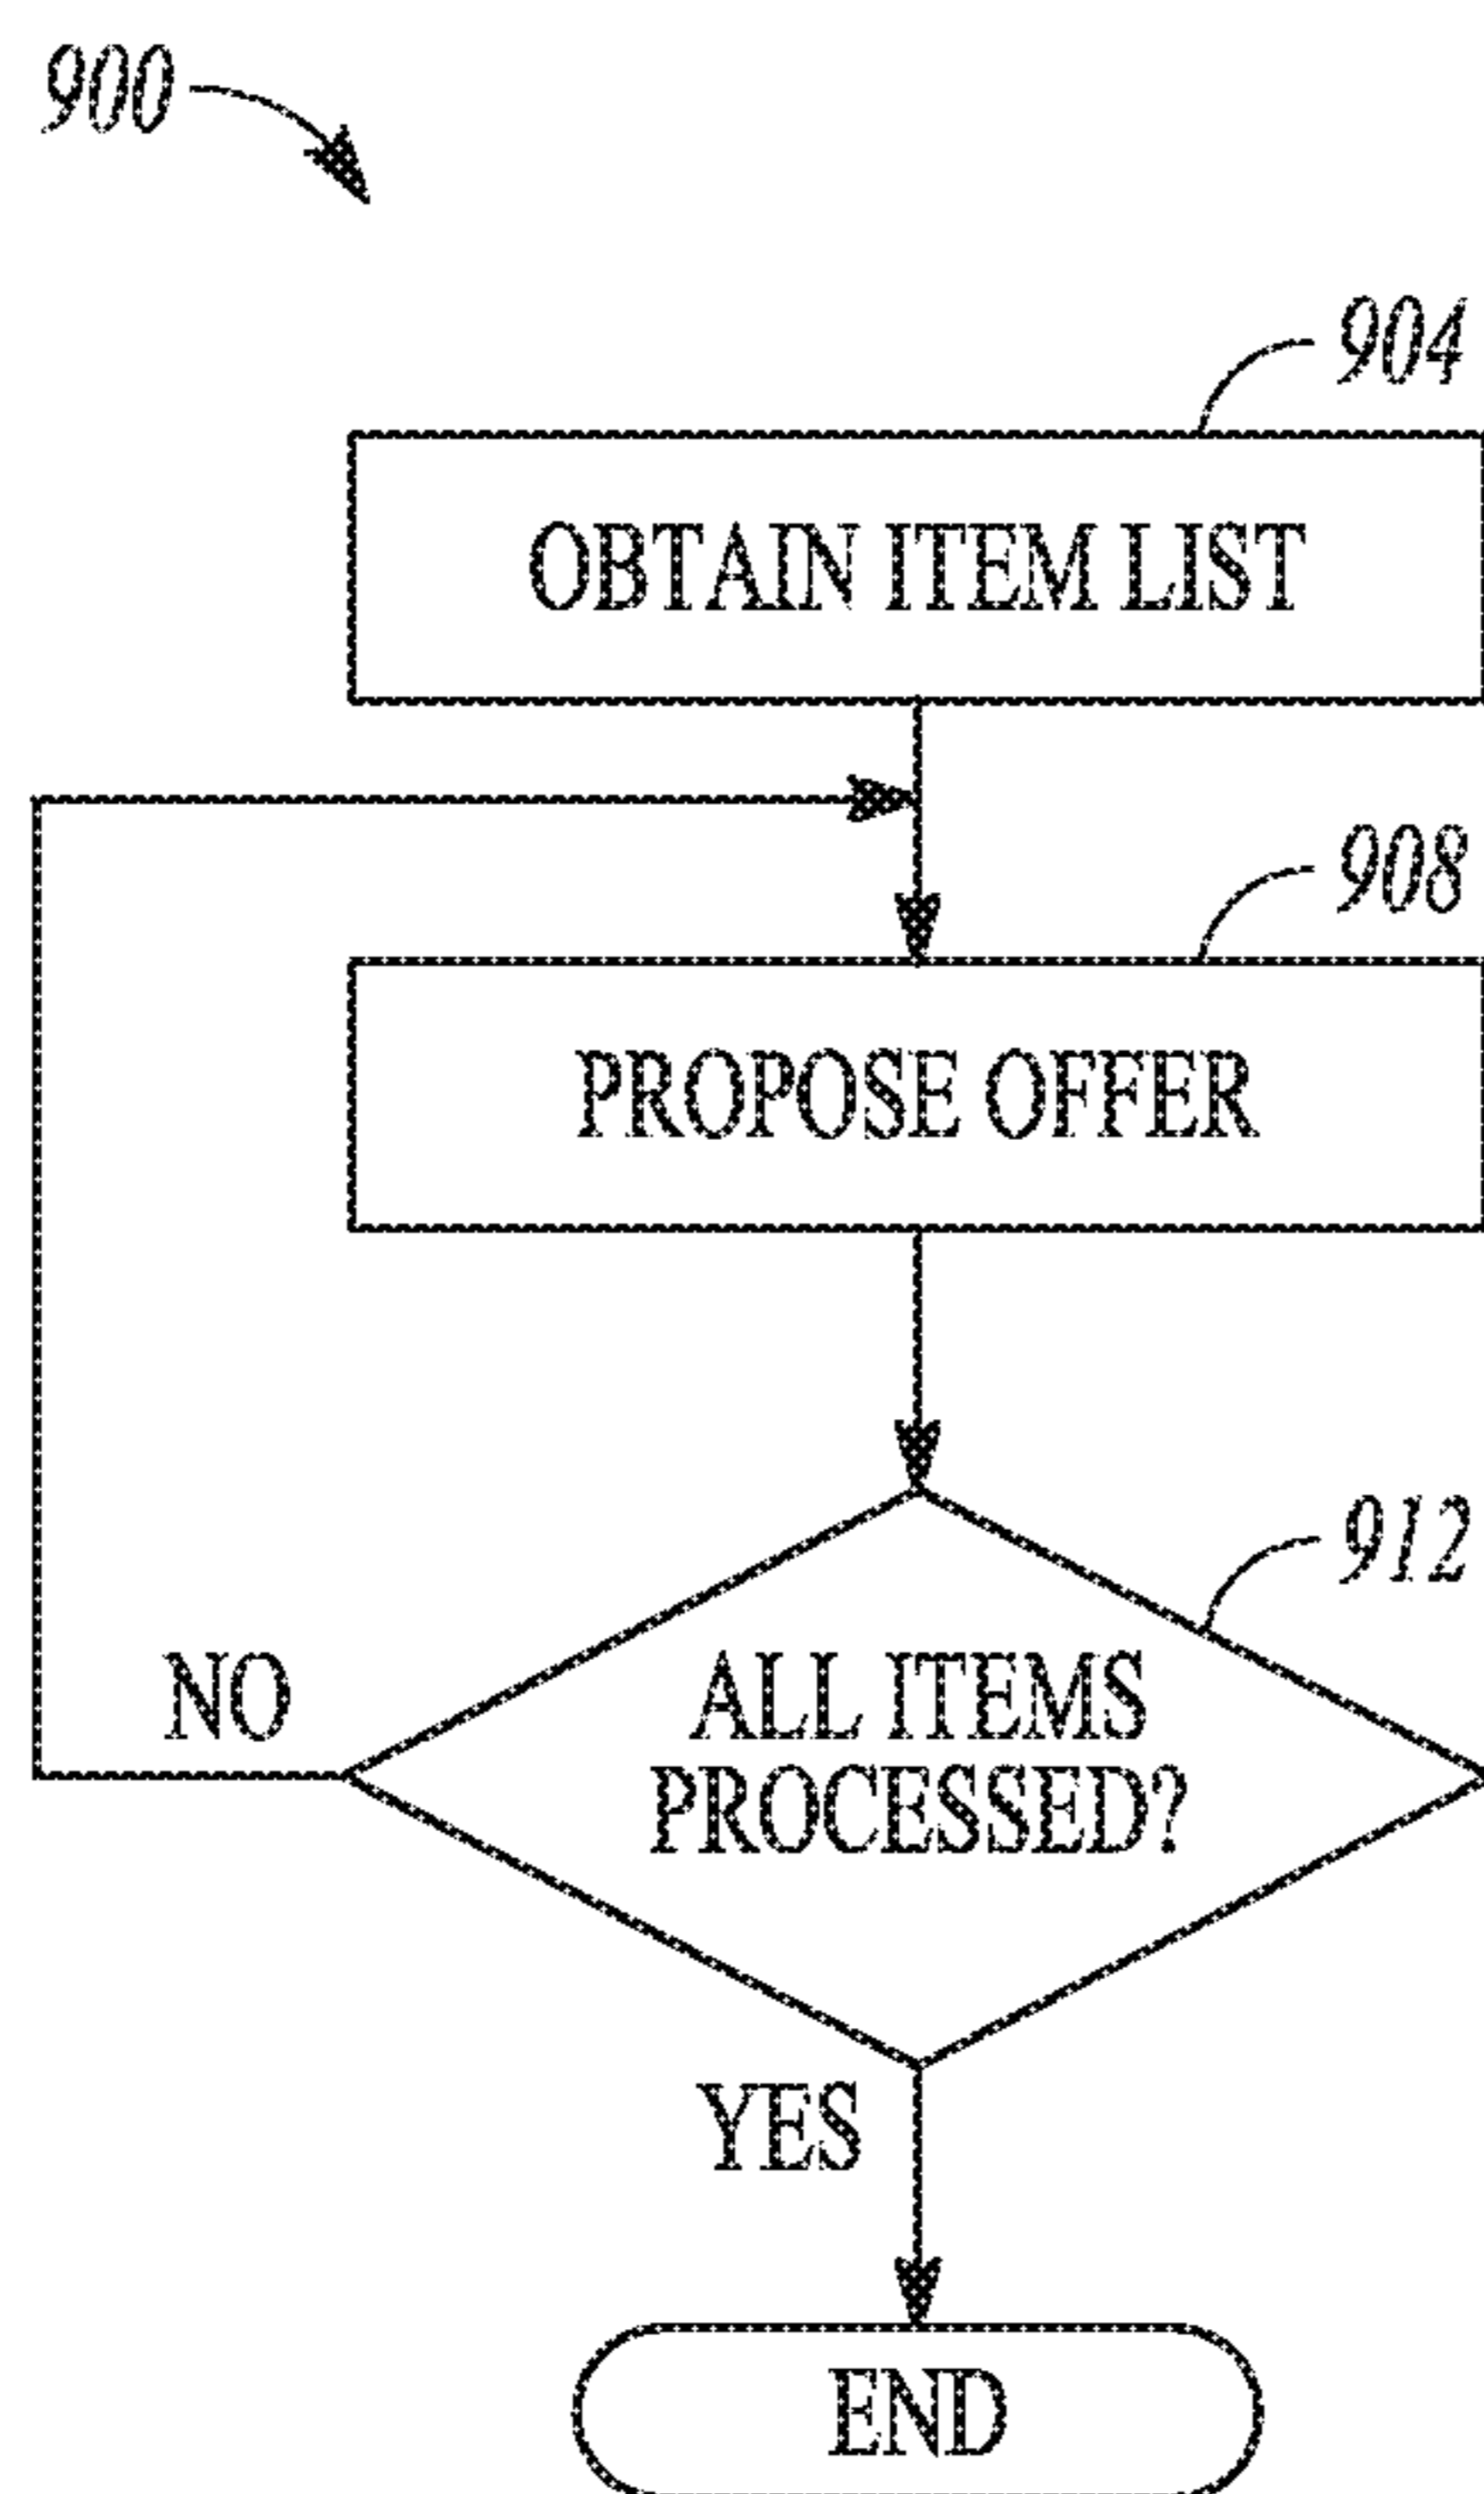 900
904
OBTAIN ITEM LIST
908
PROPOSE OFFER
912
NO
ALL ITEMS
PROCESSED?
YES
END